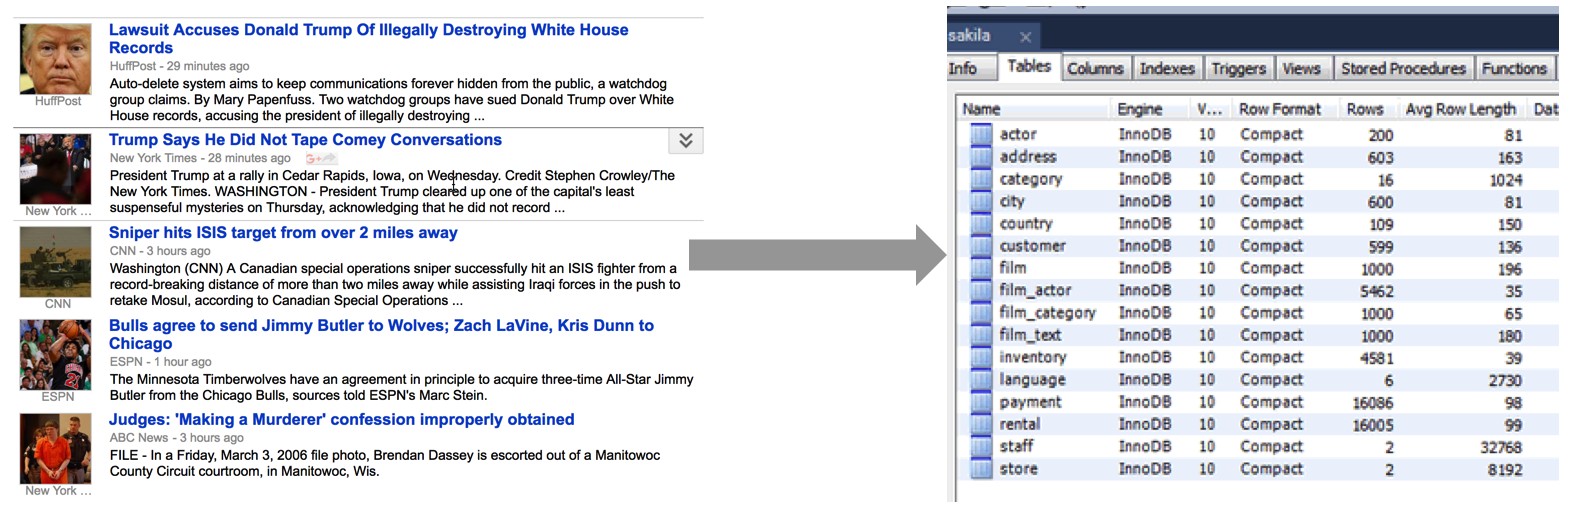 Lawsuit Accuses Donald Trump Of Illegally Destroying White House
Records
HuffPost - 29 minutes ago
Auto-delete system aims to keep communications forever hidden from the public, a watchdog
group claims. By Mary Papenfuss. Two watchdog groups have sued Donald Trump over White
House records, accusing the president of illegally destroying ...
HuffPost
Trump Says He Did Not Tape Comey Conversations
New York Times - 28 minutes ago
President Trump at a rally in Cedar Rapids, Iowa, on Wednesday. Credit Stephen Crowley/The
New York Times. WASHINGTON - President Trump cleared up one of the capital's least
suspenseful mysteries on Thursday, acknowledging that he did not record ...
New York ...
Sniper hits ISIS target from over 2 miles away
CNN - 3 hours ago
Washington (CNN) A Canadian special operations sniper successfully hit an ISIS fighter from a
record-breaking distance of more than two miles away while assisting Iraqi forces in the push to
retake Mosul, according to Canadian Special Operations ...
CNN
Bulls agree to send Jimmy Butler to Wolves; Zach LaVine, Kris Dunn to
Chicago
ESPN - 1 hour ago
The Minnesota Timberwolves have an agreement in principle to acquire three-time All-Star Jimmy
Butler from the Chicago Bulls, sources told ESPN's Marc Stein.
ESPN
Judges: 'Making a Murderer' confession improperly obtained
ABC News - 3 hours ago
FILE - In a Friday, March 3, 2006 file photo, Brendan Dassey is escorted out of a Manitowoc
County Circuit courtroom, in Manitowoc, Wis.
New York ...
sakila x
Info Tables Columns Indexes Triggers Views Stored Procedures Functions
Name Engine V... Row Format Rows Avg Row Length Dat
actor InnoDB 10 Compact 200 81
address InnoDB 10 Compact 603 163
category InnoDB 10 Compact 16 1024
city InnoDB 10 Compact 600 81
country InnoDB 10 Compact 109 150
customer InnoDB 10 Compact 599 136
film InnoDB 10 Compact 1000 196
film_actor InnoDB 10 Compact 5462 35
film_category InnoDB 10 Compact 1000 65
film_text InnoDB 10 Compact 1000 180
inventory InnoDB 10 Compact 4581 39
language InnoDB 10 Compact 6 2730
payment InnoDB 10 Compact 16086 98
rental InnoDB 10 Compact 16005 99
staff InnoDB 10 Compact 2 32768
store InnoDB 10 Compact 2 8192